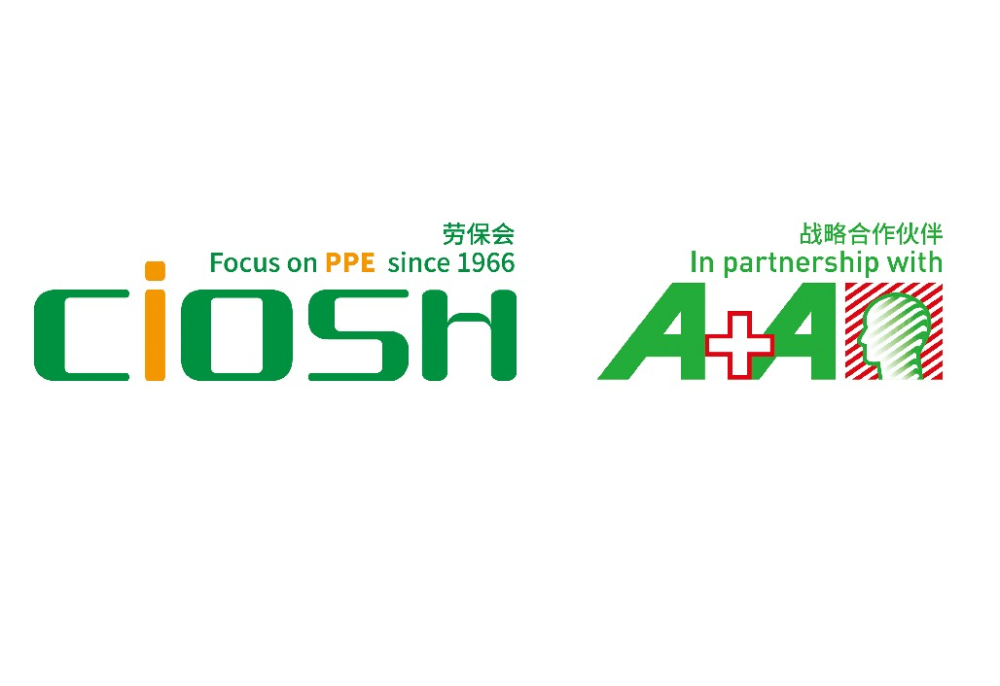 劳保会
Focus on PPE since 1966
CiOSH
战略合作伙伴
In partnership with
A+A